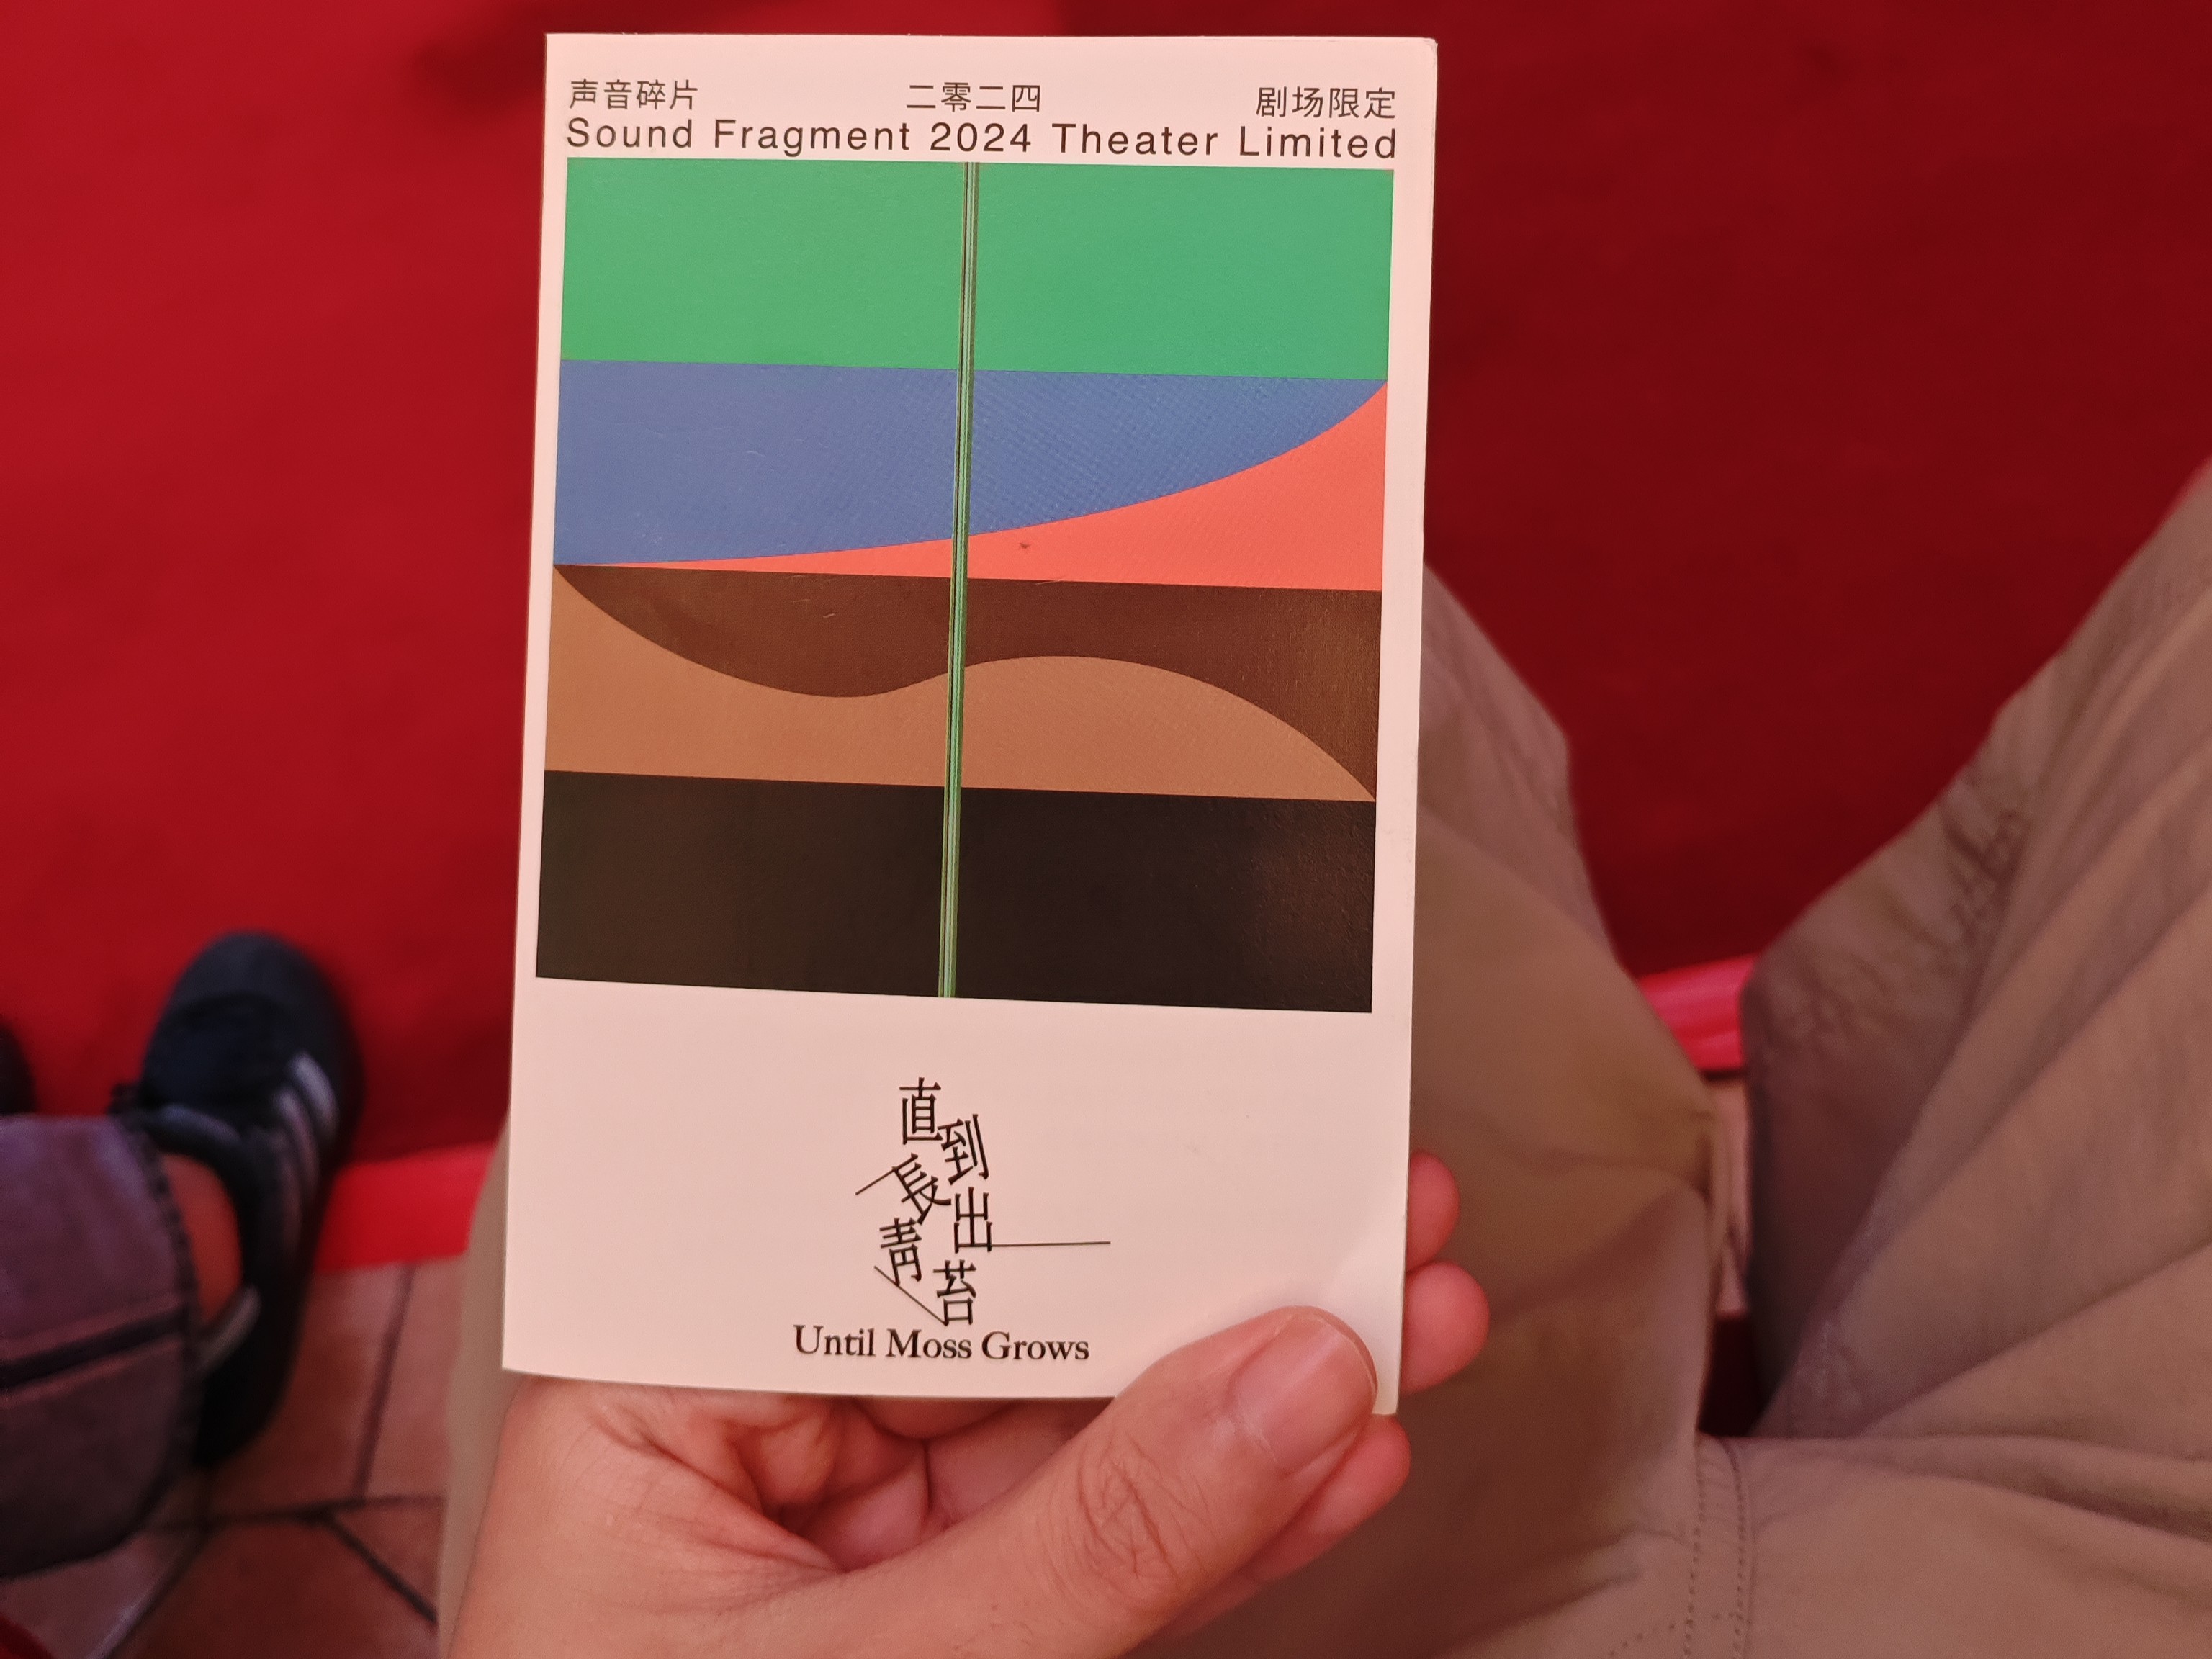 声音碎片 二零二四 剧场限定
Sound Fragment 2024 Theater Limited
直到
長出
青苔
Until Moss Grows